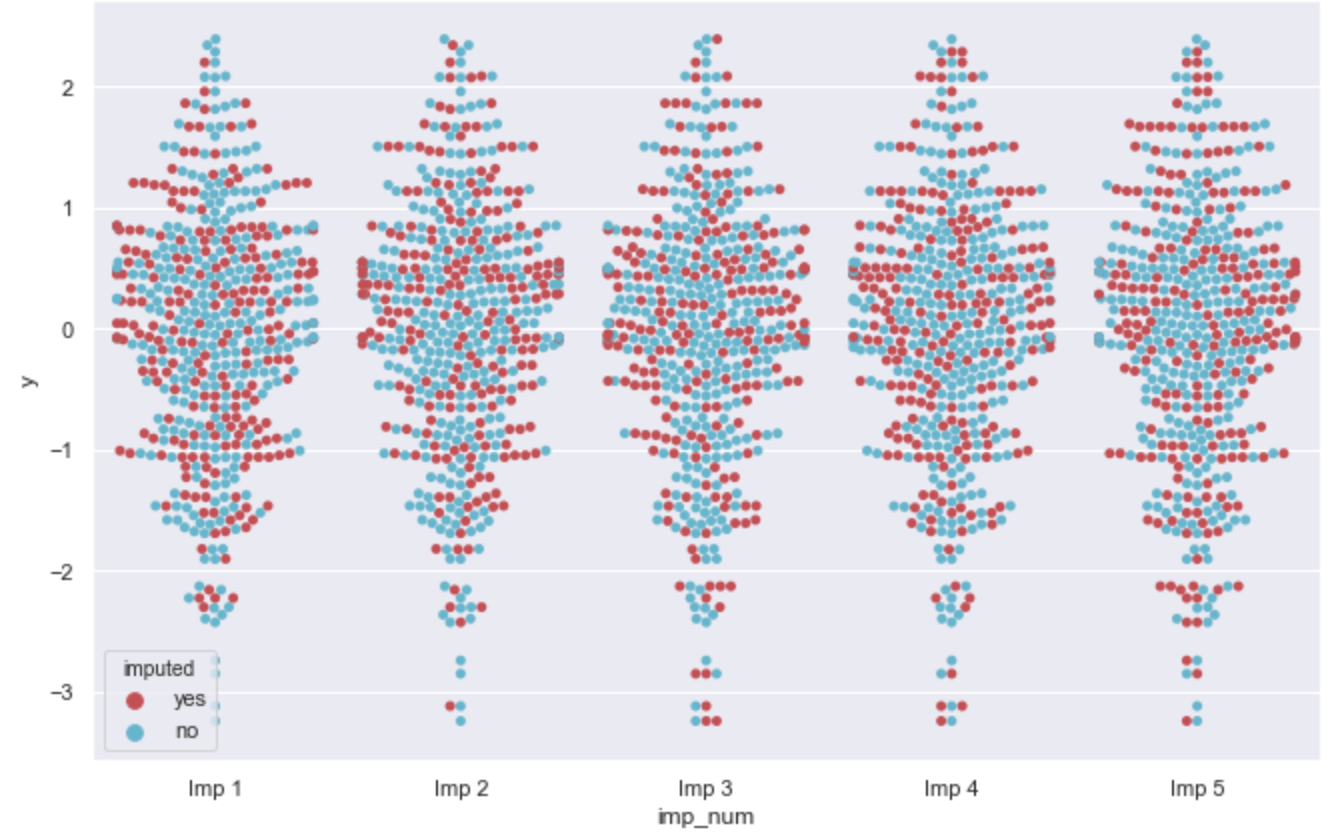 y
2
1
0
−1
−2
−3
imputed
yes
no
Imp 1 Imp 2 Imp 3 Imp 4 Imp 5
imp_num